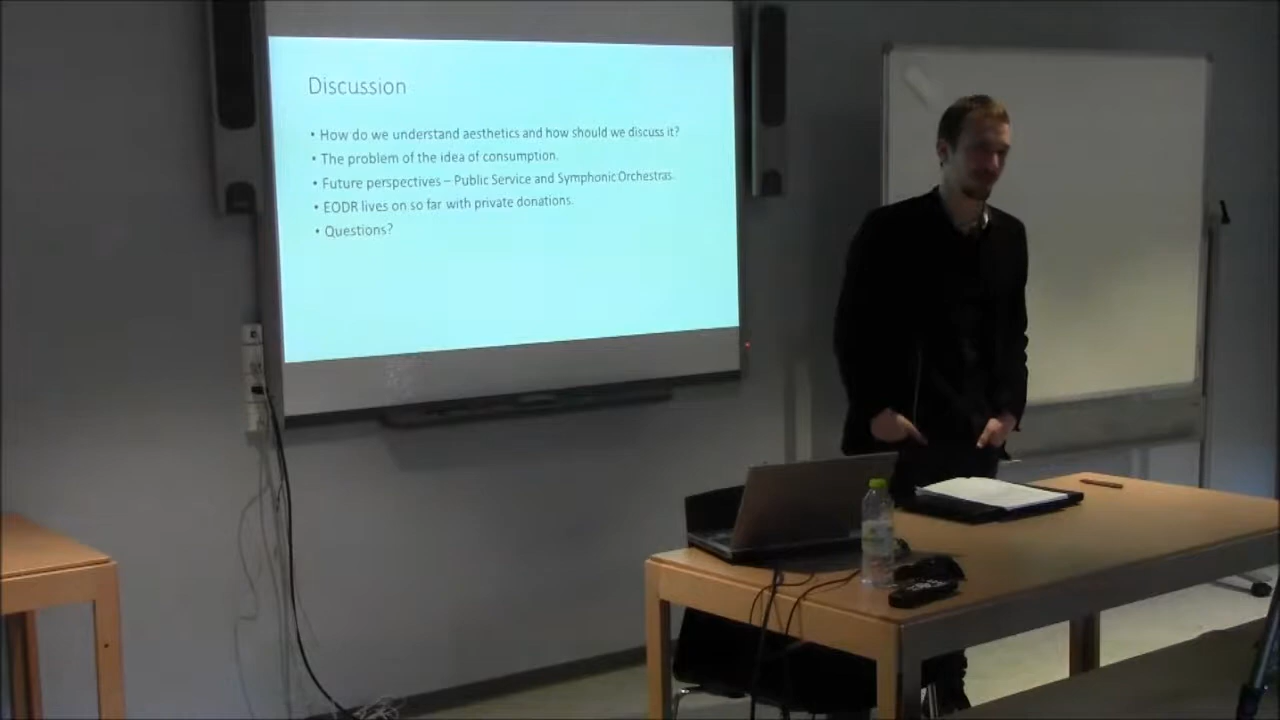 Discussion
• How do we understand aesthetics and how should we discuss it?
• The problem of the idea of consumption.
• Future perspectives – Public Service and Symphonic Orchestras.
• EODR lives on so far with private donations.
• Questions?